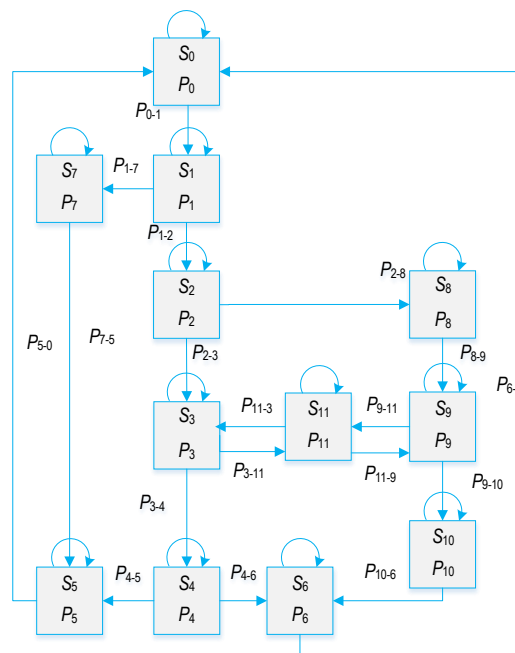 S0
P0
P0-1
S7
P7
P1-7
S1
P1
P1-2
S2
P2
P2-8
S8
P8
P5-0
P7-5
P2-3
P8-9
P6-
S3
P3
P11-3
S11
P11
P9-11
S9
P9
P3-11
P11-9
P9-10
P3-4
S10
P10
S5
P5
P4-5
S4
P4
P4-6
S6
P6
P10-6